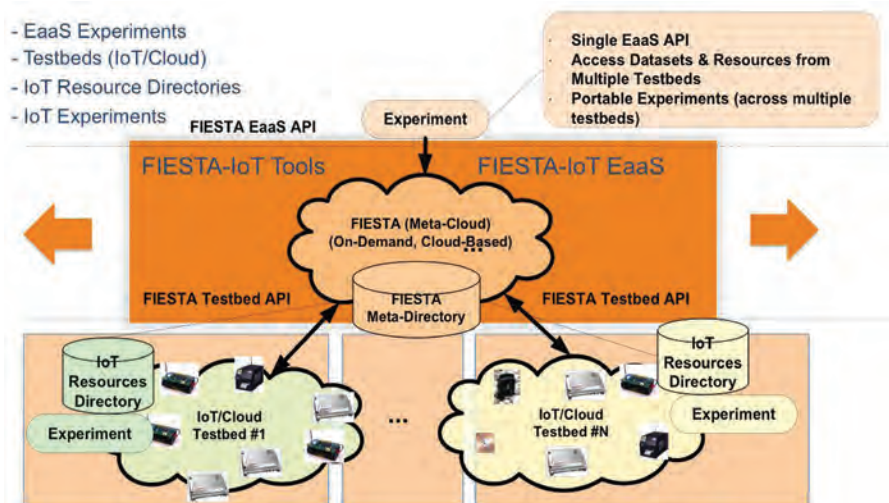 - EaaS Experiments
- Testbeds (IoT/Cloud)
- IoT Resource Directories
- IoT Experiments
· Single EaaS API
· Access Datasets & Resources from
Multiple Testbeds
· Portable Experiments (across multiple
testbeds)
Experiment
FIESTA EaaS API
FIESTA-IoT Tools
FIESTA-IoT EaaS
FIESTA (Meta-Cloud)
(On-Demand, Cloud-Based)
...
FIESTA Testbed API
FIESTA Testbed API
FIESTA
Meta-Directory
IoT
Resources
Directory
Experiment
IoT/Cloud
Testbed #1
...
IoT/Cloud
Testbed #N
IoT
Resources
Directory
Experiment